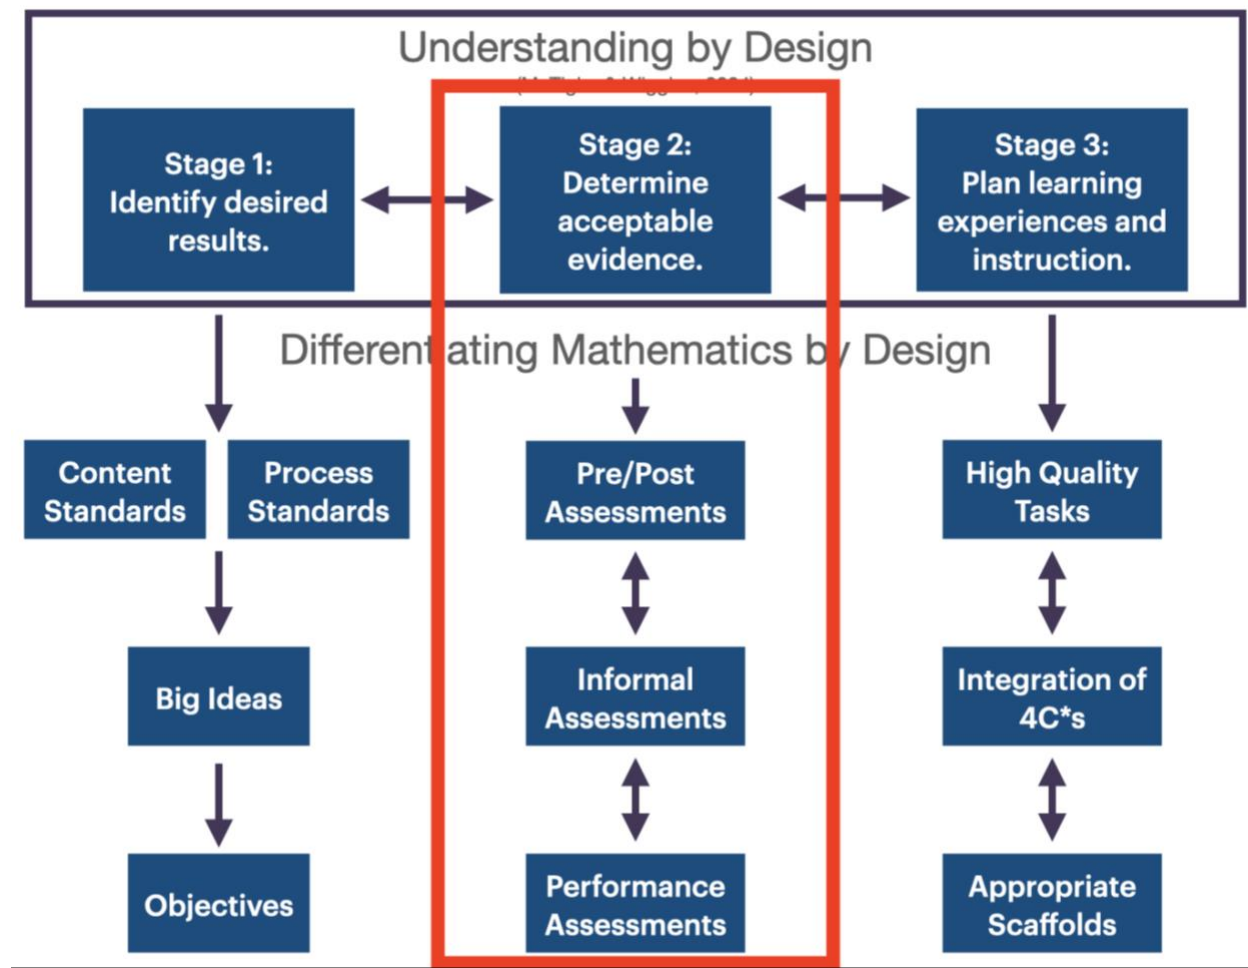 Understanding by Design
Stage 1:
Identify desired
results.
Stage 2:
Determine
acceptable
evidence.
Stage 3:
Plan learning
experiences and
instruction.
Differentiating Mathematics by Design
Content
Standards
Process
Standards
Big Ideas
Objectives
Pre/Post
Assessments
Informal
Assessments
Performance
Assessments
High Quality
Tasks
Integration of
4C*s
Appropriate
Scaffolds